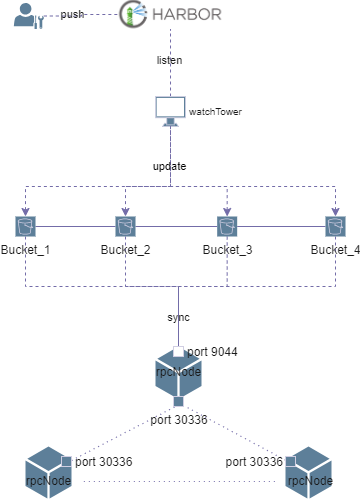 push
HARBOR
listen
watchTower
update
Bucket_1
Bucket_2
Bucket_3
Bucket_4
sync
port 9044
rpcNode
port 30336
port 30336
port 30336
rpcNode
rpcNode